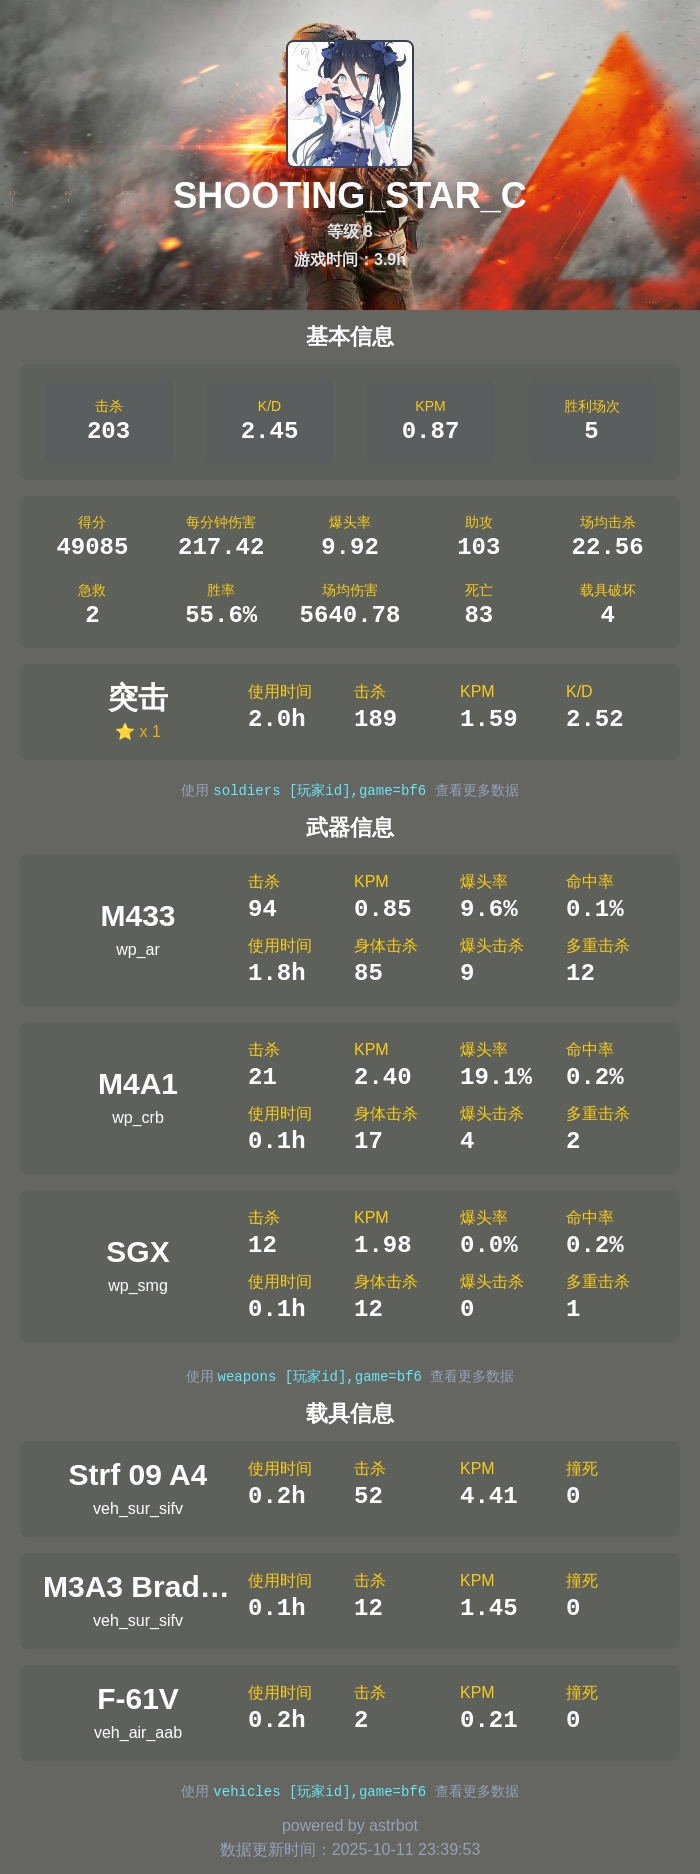 SHOOTING_STAR_C
等级 8
游戏时间：3.9h
基本信息
击杀 K/D KPM 胜利场次
203 2.45 0.87 5
得分 每分钟伤害 爆头率 助攻 场均击杀
49085 217.42 9.92 103 22.56
急救 胜率 场均伤害 死亡 载具破坏
2 55.6% 5640.78 83 4
突击
⭐ x 1
使用时间 击杀 KPM K/D
2.0h 189 1.59 2.52
使用 soldiers [玩家id],game=bf6 查看更多数据
武器信息
M433
wp_ar
击杀 KPM 爆头率 命中率
94 0.85 9.6% 0.1%
使用时间 身体击杀 爆头击杀 多重击杀
1.8h 85 9 12
M4A1
wp_crb
击杀 KPM 爆头率 命中率
21 2.40 19.1% 0.2%
使用时间 身体击杀 爆头击杀 多重击杀
0.1h 17 4 2
SGX
wp_smg
击杀 KPM 爆头率 命中率
12 1.98 0.0% 0.2%
使用时间 身体击杀 爆头击杀 多重击杀
0.1h 12 0 1
使用 weapons [玩家id],game=bf6 查看更多数据
载具信息
Strf 09 A4
veh_sur_sifv
使用时间 击杀 KPM 撞死
0.2h 52 4.41 0
M3A3 Brad…
veh_sur_sifv
使用时间 击杀 KPM 撞死
0.1h 12 1.45 0
F-61V
veh_air_aab
使用时间 击杀 KPM 撞死
0.2h 2 0.21 0
使用 vehicles [玩家id],game=bf6 查看更多数据
powered by astrbot
数据更新时间：2025-10-11 23:39:53